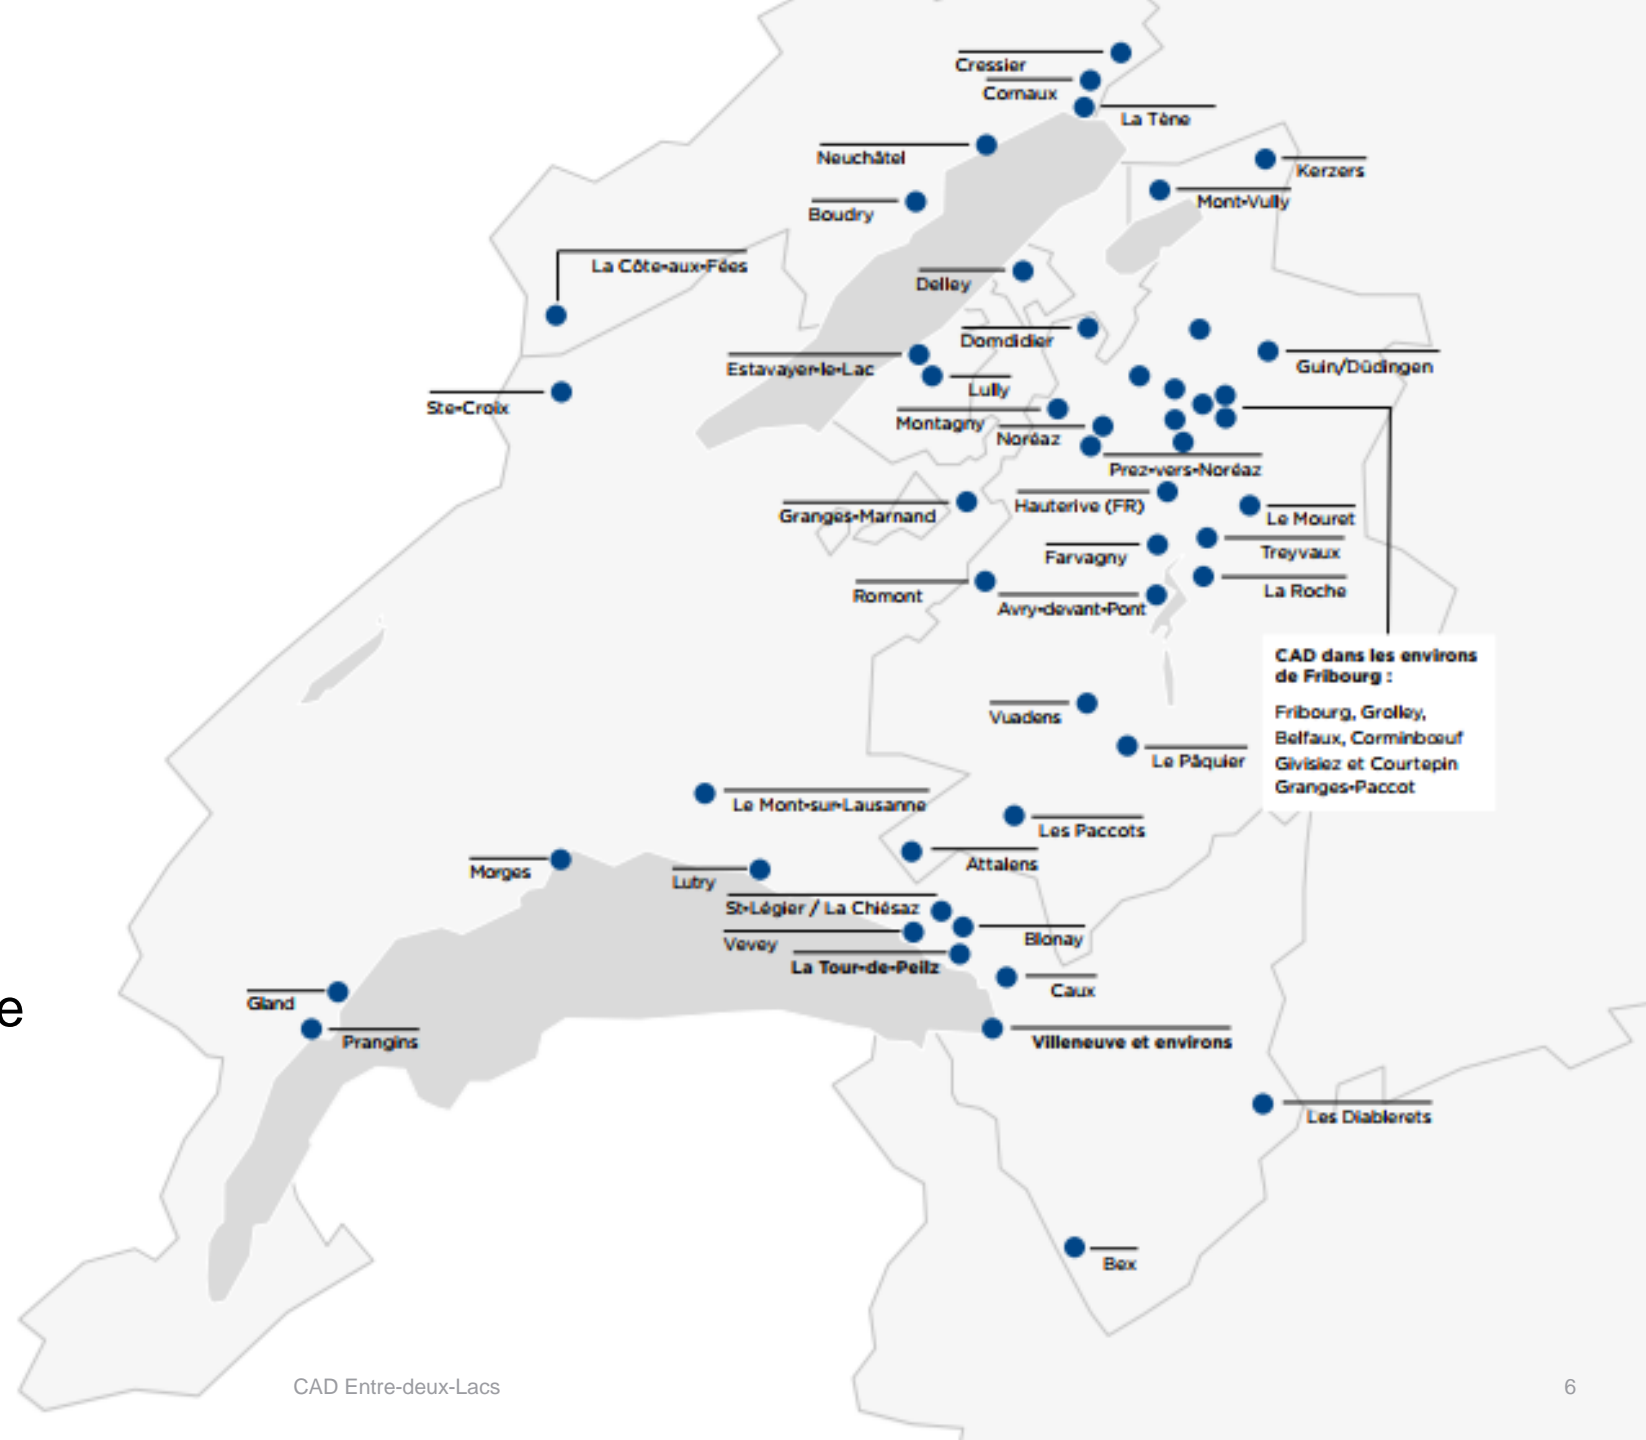 Cressier
Cornaux
La Tène
Neuchâtel
Kerzers
Mont-Vully
Boudry
La Côte-aux-Fées
Delley
Domdidier
Guin/Düdingen
Estavayer-le-Lac
Lully
Ste-Croix
Montagny
Noréaz
Prez-vers-Noréaz
Granges-Marnand
Hauterive (FR)
Le Mouret
Farvagny
Treyvaux
Romont
Avry-devant-Pont
La Roche
CAD dans les environs
de Fribourg :
Fribourg, Grolley,
Belfaux, Corminbœuf
Givisiez et Courtepin
Granges-Paccot
Vuadens
Le Pâquier
Le Mont-sur-Lausanne
Les Paccots
Attalens
Morges
Lutry
St-Légier / La Chiésaz
Vevey
Blonay
La Tour-de-Peilz
Caux
e
Gland
Prangins
Villeneuve et environs
Les Diablerets
Bex
CAD Entre-deux-Lacs
6